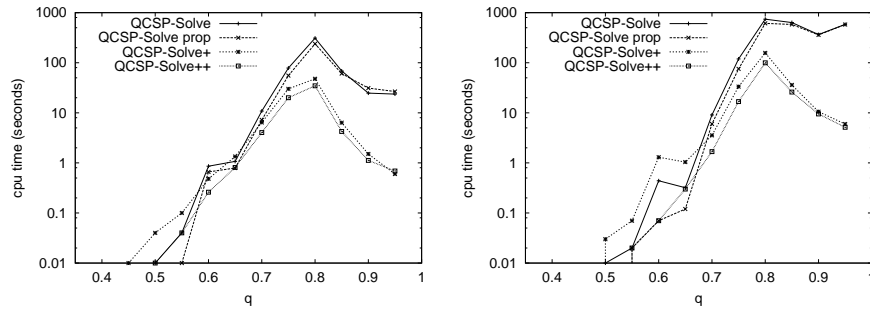 QCSP-Solve
QCSP-Solve prop
QCSP-Solve+
QCSP-Solve++
1000
100
10
1
0.1
0.01
cpu time (seconds)
0.4 0.5 0.6 0.7 0.8 0.9 1
q
QCSP-Solve
QCSP-Solve prop
QCSP-Solve+
QCSP-Solve++
1000
100
10
1
0.1
0.01
cpu time (seconds)
0.4 0.5 0.6 0.7 0.8 0.9 1
q